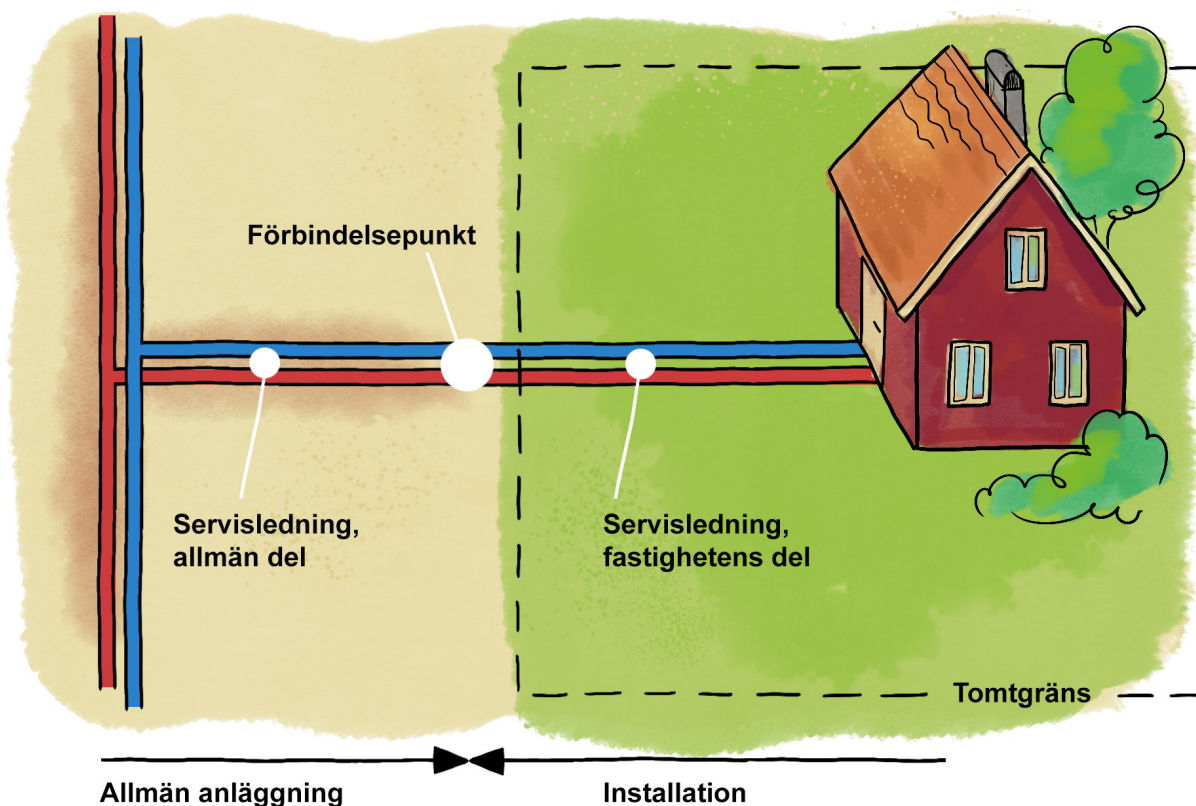 Förbindelsepunkt
Servisledning,
allmän del
Servisledning,
fastighetens del
Tomtgräns
Allmän anläggning
Installation